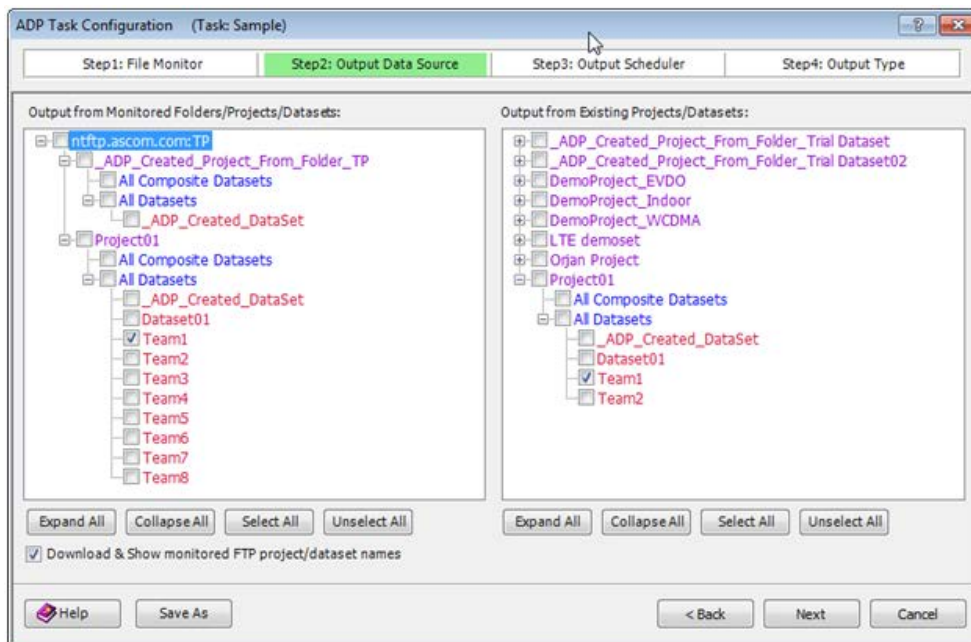 ADP Task Configuration (Task: Sample)
Step1: File Monitor
Step2: Output Data Source
Step3: Output Scheduler
Step4: Output Type
Output from Monitored Folders/Projects/Datasets:
ntftp.ascom.com:TP
_ADP_Created_Project_From_Folder_TP
All Composite Datasets
All Datasets
_ADP_Created_DataSet
Project01
All Composite Datasets
All Datasets
_ADP_Created_DataSet
Dataset01
Team1
Team2
Team3
Team4
Team5
Team6
Team7
Team8
Expand All
Collapse All
Select All
Unselect All
Download & Show monitored FTP project/dataset names
Output from Existing Projects/Datasets:
_ADP_Created_Project_From_Folder_Trial Dataset
_ADP_Created_Project_From_Folder_Trial Dataset02
DemoProject_EVDO
DemoProject_Indoor
DemoProject_WCDMA
LTE demoset
Orjan Project
Project01
All Composite Datasets
All Datasets
_ADP_Created_DataSet
Dataset01
Team1
Team2
Expand All
Collapse All
Select All
Unselect All
Help
Save As
< Back
Next
Cancel